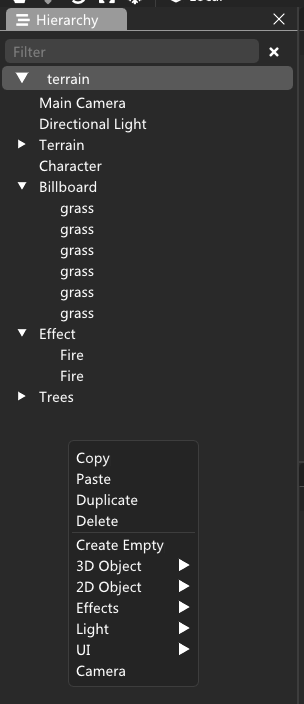 Local
Hierarchy
Filter
terrain
Main Camera
Directional Light
Terrain
Character
Billboard
grass
grass
grass
grass
grass
grass
Effect
Fire
Fire
Trees
Copy
Paste
Duplicate
Delete
Create Empty
3D Object
2D Object
Effects
Light
UI
Camera